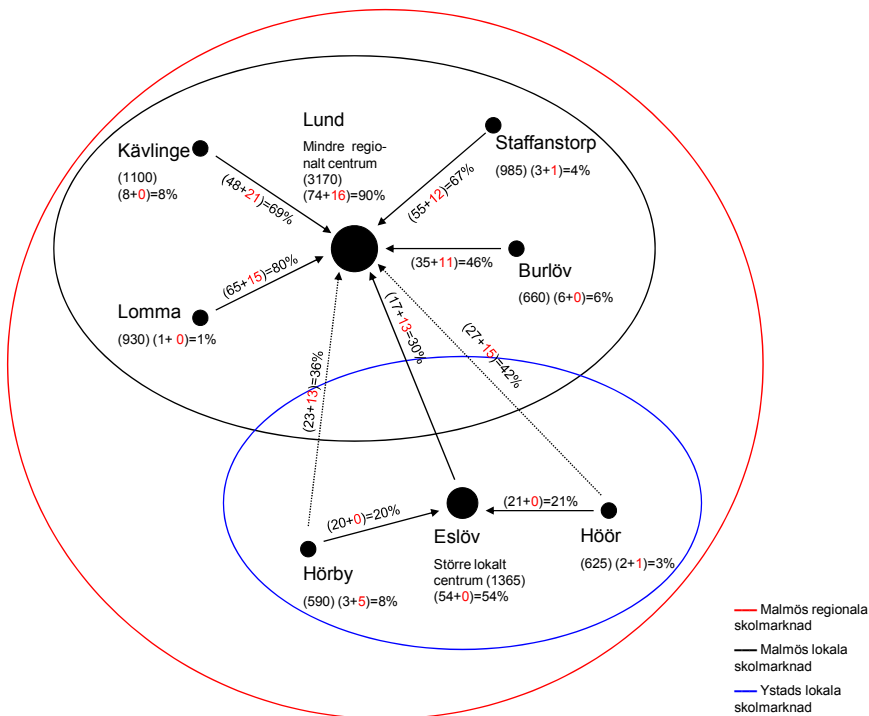 Lund
Mindre regio-
nalt centrum
(3170)
(74+16)=90%
Kävlinge
(1100)
(8+0)=8%
(48+21)=69%
Staffanstorp
(985) (3+1)=4%
(55+12)=67%
(35+11)=46%
Burlöv
(660) (6+0)=6%
(65+15)=80%
Lomma
(930) (1+ 0)=1%
(17+13=30%
(27+15)=42%
(23+13)=36%
(20+0)=20%
(21+0)=21%
Eslöv
Större lokalt
centrum (1365)
(54+0)=54%
Höör
(625) (2+1)=3%
Hörby
(590) (3+5)=8%
Malmös regionala
skolmarknad
Malmös lokala
skolmarknad
Ystads lokala
skolmarknad